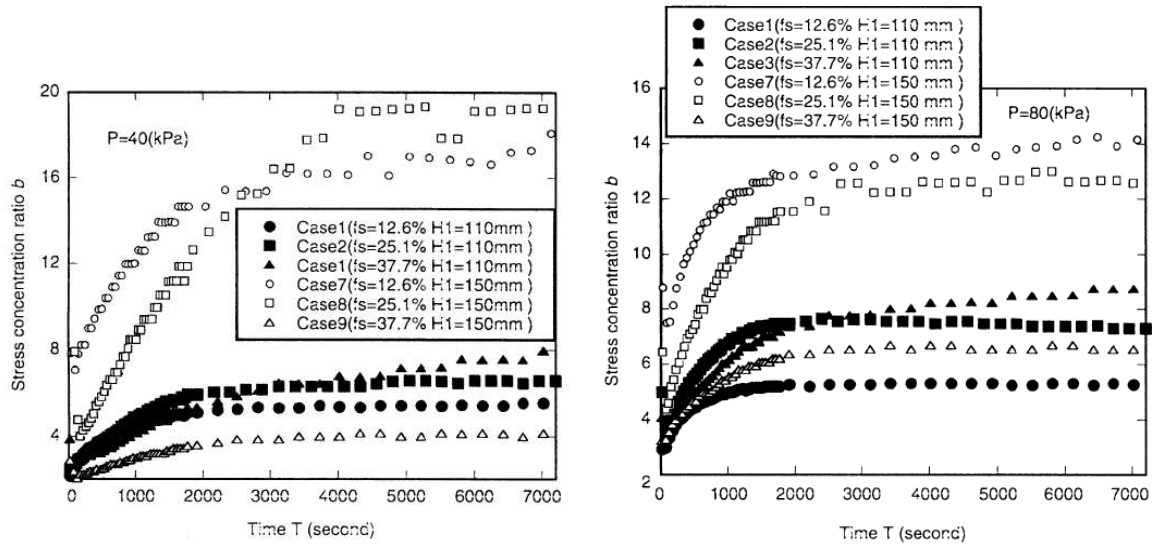 20
16
12
8
4
Stress concentration ratio b
P=40(kPa)
Case1(fs=12.6% H1=110mm )
Case2(fs=25.1% H1=110mm )
Case1(fs=37.7% H1=110mm )
Case7(fs=12.6% H1=150mm )
Case8(fs=25.1% H1=150mm )
Case9(fs=37.7% H1=150mm )
0 1000 2000 3000 4000 5000 6000 7000
Time T (second)
Case1(fs=12.6% H1=110 mm )
Case2(fs=25.1% H1=110 mm )
Case3(fs=37.7% H1=110 mm )
Case7(fs=12.6% H1=150 mm )
Case8(fs=25.1% H1=150 mm )
Case9(fs=37.7% H1=150 mm )
16
14
12
10
8
6
4
2
Stress concentration ratio b
P=80(kPa)
0 1000 2000 3000 4000 5000 6000 7000
Time T (second)